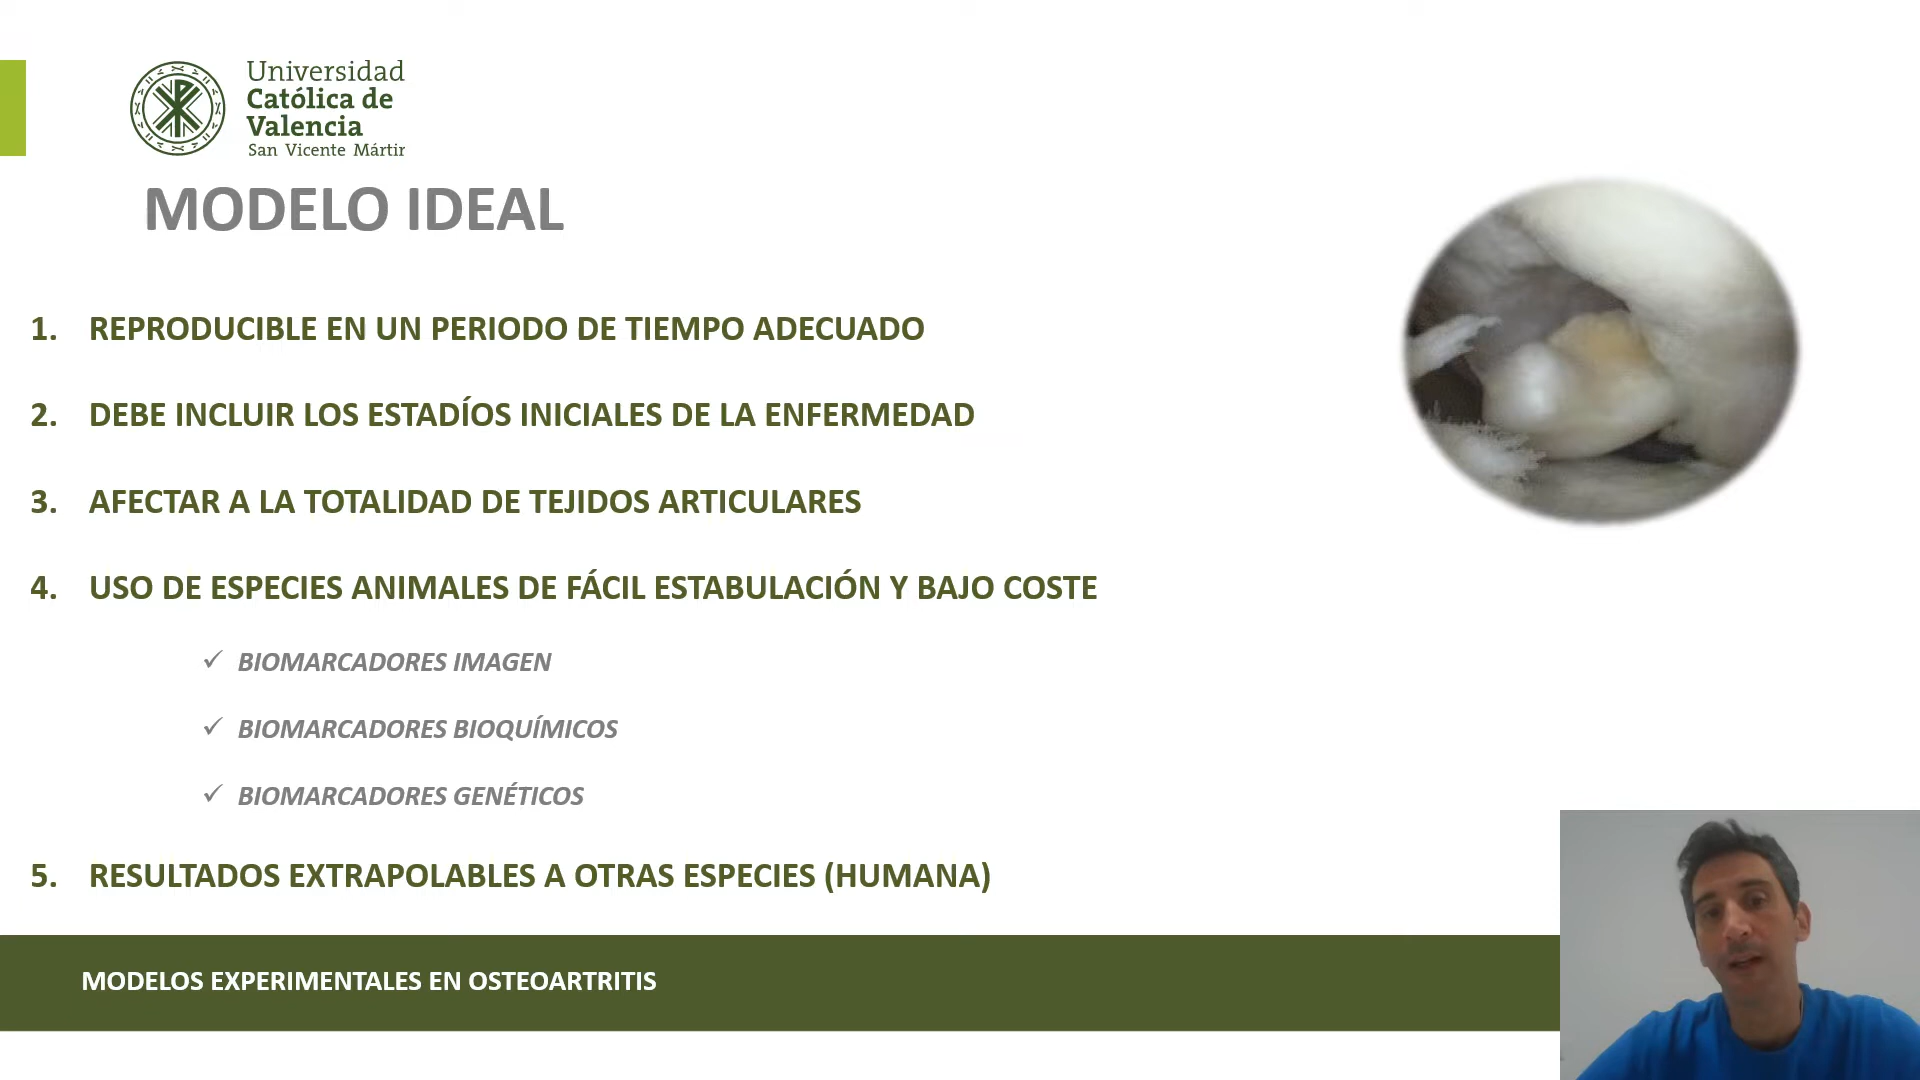 Universidad
Católica de
Valencia
San Vicente Mártir
MODELO IDEAL
1. REPRODUCIBLE EN UN PERIODO DE TIEMPO ADECUADO
2. DEBE INCLUIR LOS ESTADÍOS INICIALES DE LA ENFERMEDAD
3. AFECTAR A LA TOTALIDAD DE TEJIDOS ARTICULARES
4. USO DE ESPECIES ANIMALES DE FÁCIL ESTABULACIÓN Y BAJO COSTE
✓ BIOMARCADORES IMAGEN
✓ BIOMARCADORES BIOQUÍMICOS
✓ BIOMARCADORES GENÉTICOS
5. RESULTADOS EXTRAPOLABLES A OTRAS ESPECIES (HUMANA)
MODELOS EXPERIMENTALES EN OSTEOARTRITIS